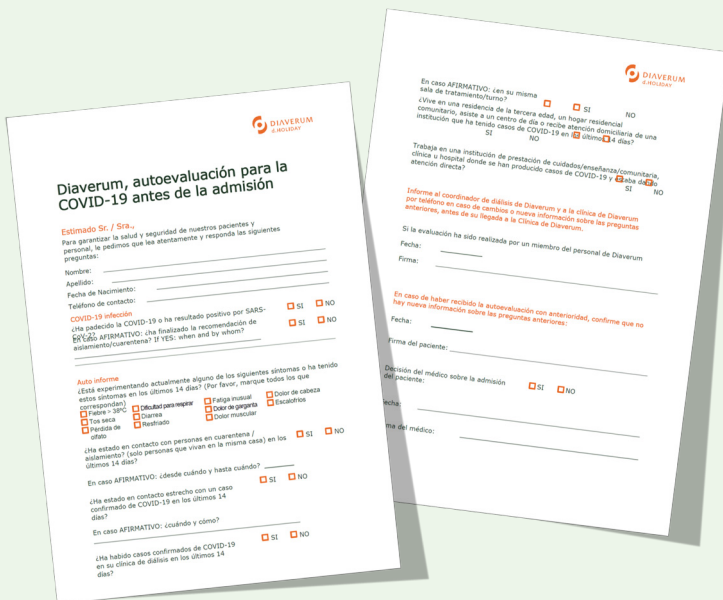 DIAVERUM
d.HOLIDAY
Diaverum, autoevaluación para la
COVID-19 antes de la admisión
Estimado Sr. / Sra.,
Para garantizar la salud y seguridad de nuestros pacientes y
personal, le pedimos que lea atentamente y responda las siguientes
preguntas:
Nombre:
Apellido:
Fecha de Nacimiento:
Teléfono de contacto:
COVID-19 infección
¿Ha padecido la COVID-19 o ha resultado positivo por SARS-
CoV-2? SI NO
En caso AFIRMATIVO: ¿ha finalizado la recomendación de
aislamiento/cuarentena? If YES: when and by whom? SI NO
Auto informe
¿Está experimentando actualmente alguno de los siguientes síntomas o ha tenido
estos síntomas en los últimos 14 días? (Por favor, marque todos los que
correspondan)
Fiebre > 38ºC Dificultad para respirar Fatiga inusual Dolor de cabeza
Tos seca Diarrea Dolor de garganta Escalofríos
Pérdida de Resfriado Dolor muscular
olfato
¿Ha estado en contacto con personas en cuarentena /
aislamiento? (solo personas que vivan en la misma casa) en los SI NO
últimos 14 días?
En caso AFIRMATIVO: ¿desde cuándo y hasta cuándo?
¿Ha estado en contacto estrecho con un caso SI NO
confirmado de COVID-19 en los últimos 14
días?
En caso AFIRMATIVO: ¿cuándo y cómo?
¿Ha habido casos confirmados de COVID-19 SI NO
en su clínica de diálisis en los últimos 14
días?
DIAVERUM
d.HOLIDAY
En caso AFIRMATIVO: ¿en su misma
sala de tratamiento/turno? SI NO
¿Vive en una residencia de la tercera edad, un hogar residencial
comunitario, asiste a un centro de día o recibe atención domiciliaria de una
institución que ha tenido casos de COVID-19 en los últimos 14 días?
SI NO
Trabaja en una institución de prestación de cuidados/enseñanza/comunitaria,
clínica u hospital donde se han producido casos de COVID-19 y estaba dando
atención directa? SI NO
Informe al coordinador de diálisis de Diaverum y a la clínica de Diaverum
por teléfono en caso de cambios o nueva información sobre las preguntas
anteriores, antes de su llegada a la Clínica de Diaverum.
Si la evaluación ha sido realizada por un miembro del personal de Diaverum
Fecha:
Firma:
En caso de haber recibido la autoevaluación con anterioridad, confirme que no
hay nueva información sobre las preguntas anteriores:
Fecha:
Firma del paciente:
Decisión del médico sobre la admisión
del paciente: SI NO
echa:
ma del médico: